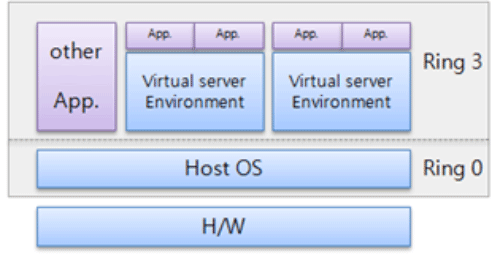 other
App.
App.
App.
Virtual server
Environment
App.
App.
Virtual server
Environment
Ring 3
Host OS
Ring 0
H/W